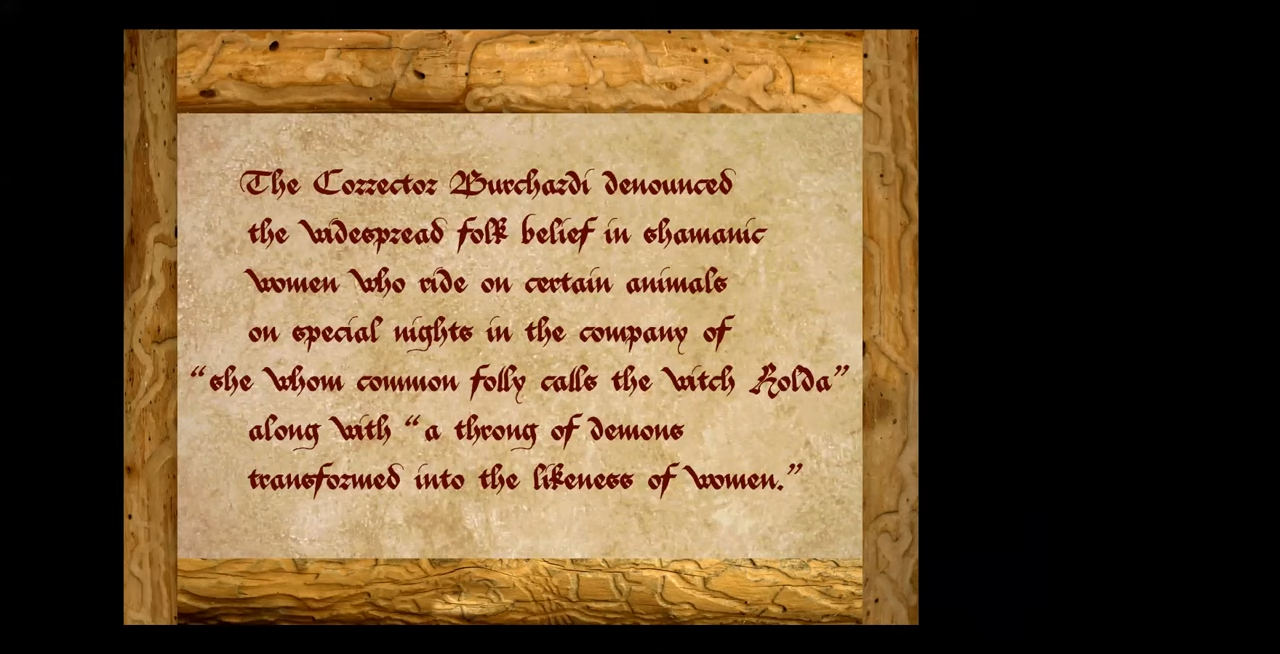 The Corrector Burchardi denounced
the widespread folk belief in shamanic
women who ride on certain animals
on special nights in the company of
“she whom common folly calls the witch Holda”
along with “a throng of demons
transformed into the likeness of women.”